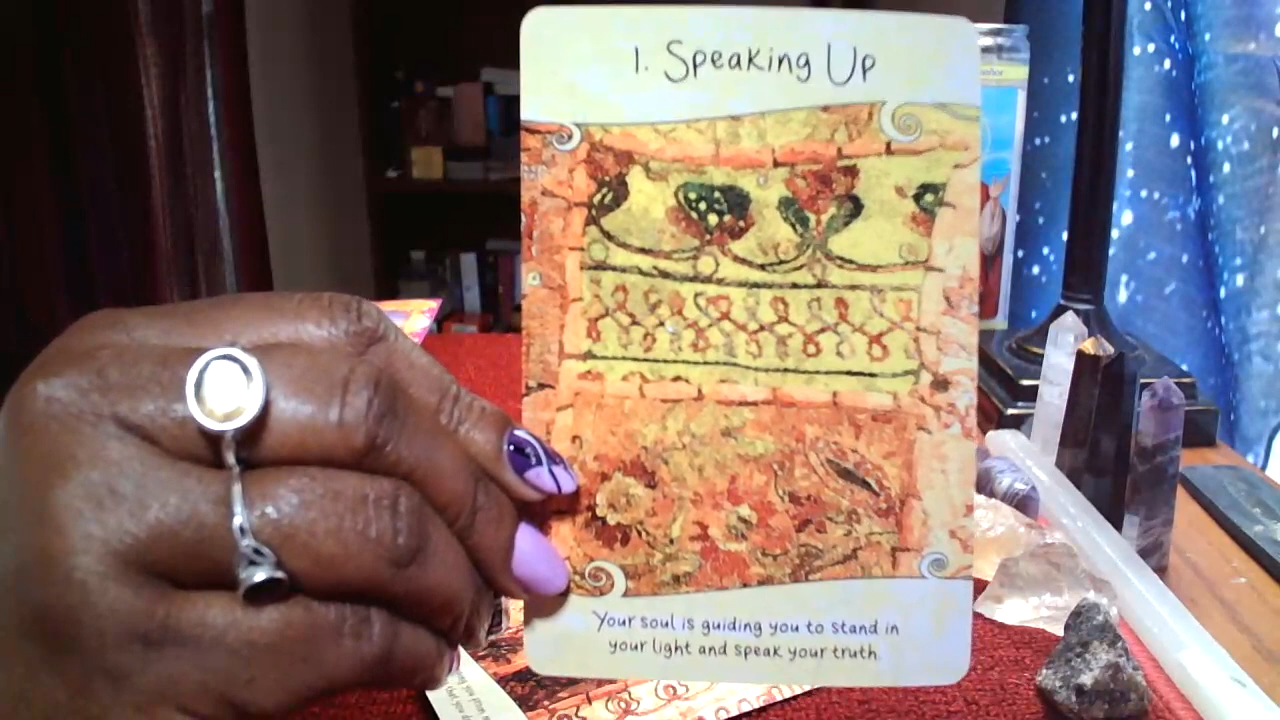 1. Speaking Up
Your soul is guiding you to stand in
your light and speak your truth.